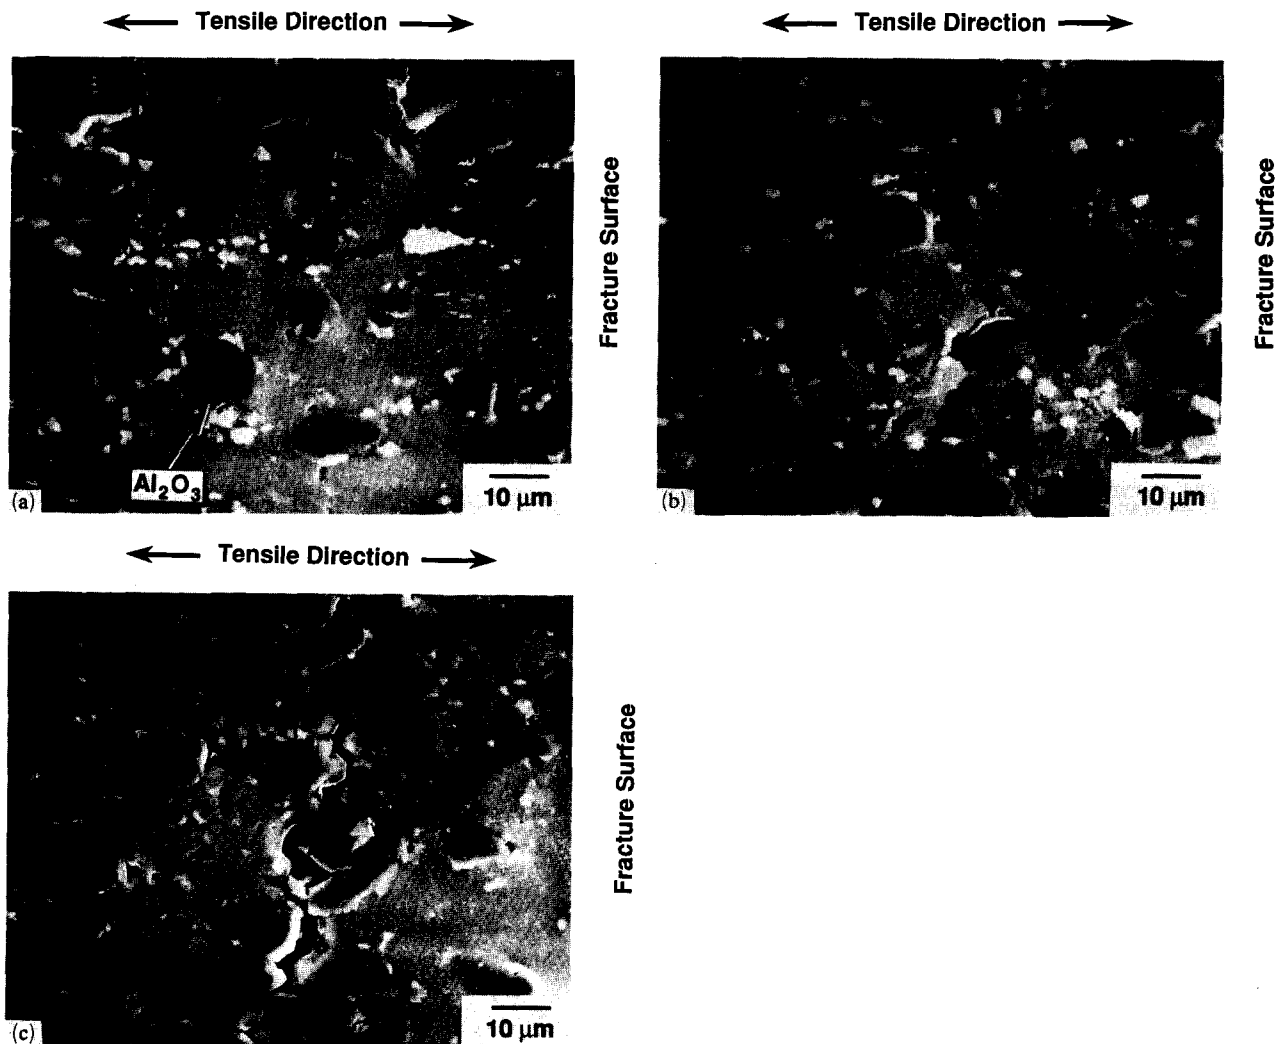 Tensile Direction
Tensile Direction
Fracture Surface
Fracture Surface
Al₂O₃
(a)
10 μm
(b)
10 μm
Tensile Direction
Fracture Surface
(c)
10 μm